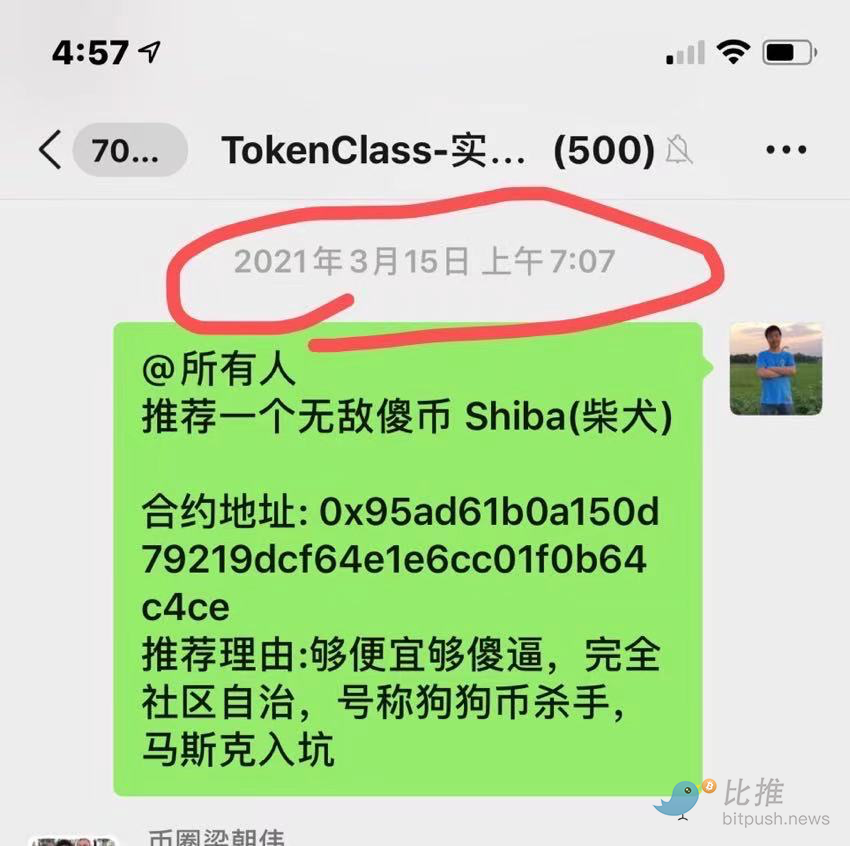 4:57
70... TokenClass-实... (500)
2021年3月15日 上午7:07
@所有人
推荐一个无敌傻币 Shiba(柴犬)
合约地址: 0x95ad61b0a150d
79219dcf64e1e6cc01f0b64
c4ce
推荐理由:够便宜够傻逼，完全
社区自治，号称狗狗币杀手，
马斯克入坑
比推
bitpush.news
币圈梁朝伟